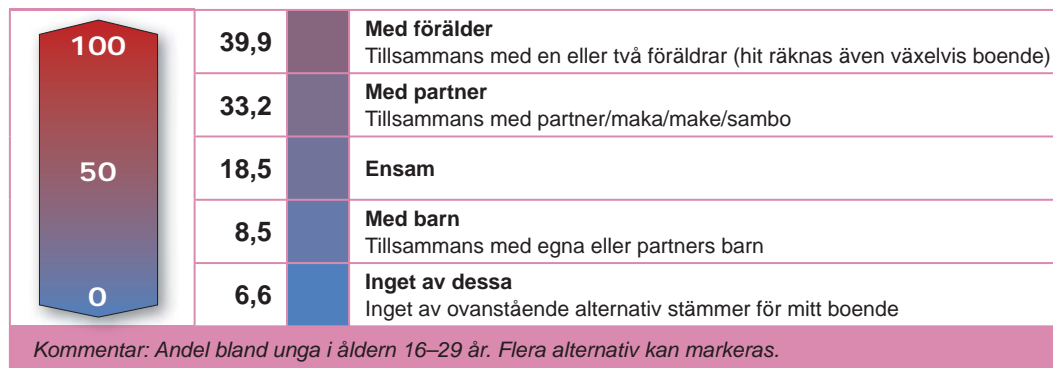 100
50
0
39,9
Med förälder
Tillsammans med en eller två föräldrar (hit räknas även växelvis boende)
33,2
Med partner
Tillsammans med partner/maka/make/sambo
18,5
Ensam
8,5
Med barn
Tillsammans med egna eller partners barn
6,6
Inget av dessa
Inget av ovanstående alternativ stämmer för mitt boende
Kommentar: Andel bland unga i åldern 16–29 år. Flera alternativ kan markeras.